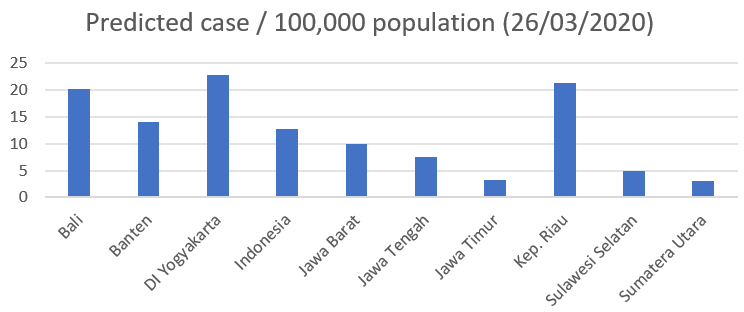 Predicted case / 100,000 population (26/03/2020)
25
20
15
10
5
0
Bali
Banten
DI Yogyakarta
Indonesia
Jawa Barat
Jawa Tengah
Jawa Timur
Kep. Riau
Sulawesi Selatan
Sumatera Utara